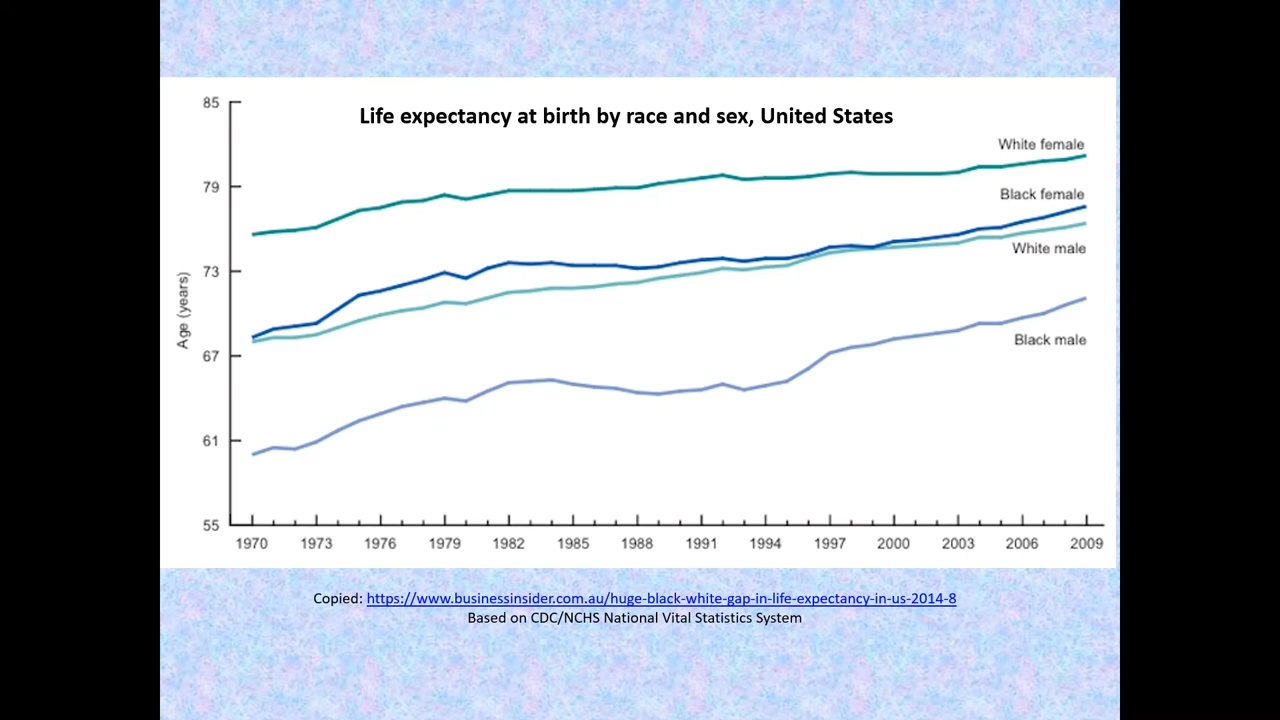 Life expectancy at birth by race and sex, United States
85
79
73
67
61
55
Age (years)
White female
Black female
White male
Black male
1970 1973 1976 1979 1982 1985 1988 1991 1994 1997 2000 2003 2006 2009
Copied: https://www.businessinsider.com.au/huge-black-white-gap-in-life-expectancy-in-us-2014-8
Based on CDC/NCHS National Vital Statistics System